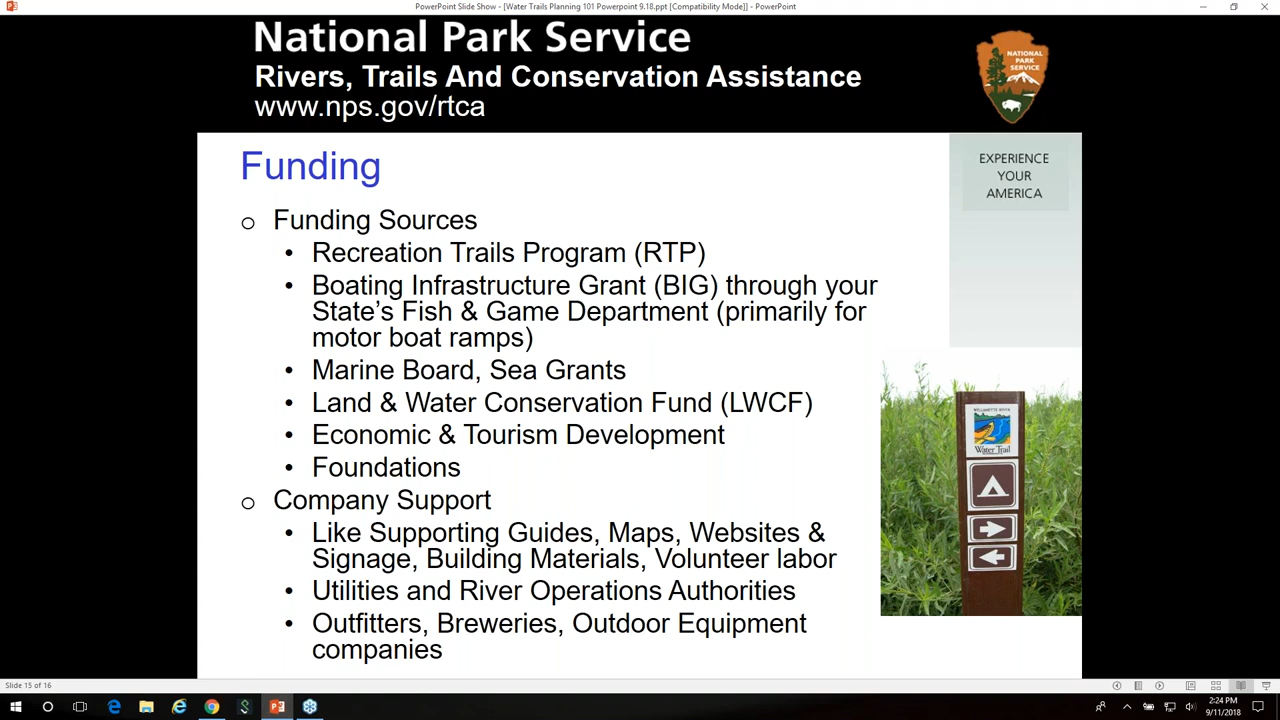 PowerPoint Slide Show - [Water Trails Planning 101 Powerpoint 9.18.ppt [Compatibility Mode]] - PowerPoint
National Park Service
Rivers, Trails And Conservation Assistance
www.nps.gov/rtca
NATIONAL
PARK
SERVICE
EXPERIENCE
YOUR
AMERICA
Funding
o Funding Sources
• Recreation Trails Program (RTP)
• Boating Infrastructure Grant (BIG) through your
State’s Fish & Game Department (primarily for
motor boat ramps)
• Marine Board, Sea Grants
• Land & Water Conservation Fund (LWCF)
• Economic & Tourism Development
• Foundations
o Company Support
• Like Supporting Guides, Maps, Websites &
Signage, Building Materials, Volunteer labor
• Utilities and River Operations Authorities
• Outfitters, Breweries, Outdoor Equipment
companies
WILLAMETTE RIVER
Water Trail
Slide 15 of 16
2:24 PM
9/11/2018